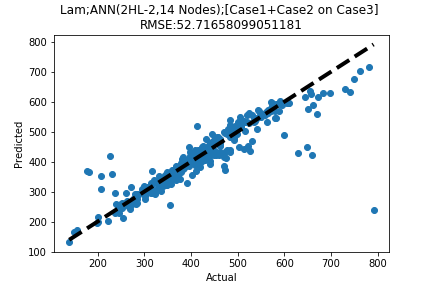 Lam;ANN(2HL-2,14 Nodes);[Case1+Case2 on Case3]
RMSE:52.71658099051181
800
700
600
500
400
300
200
100
Predicted
200 300 400 500 600 700 800
Actual